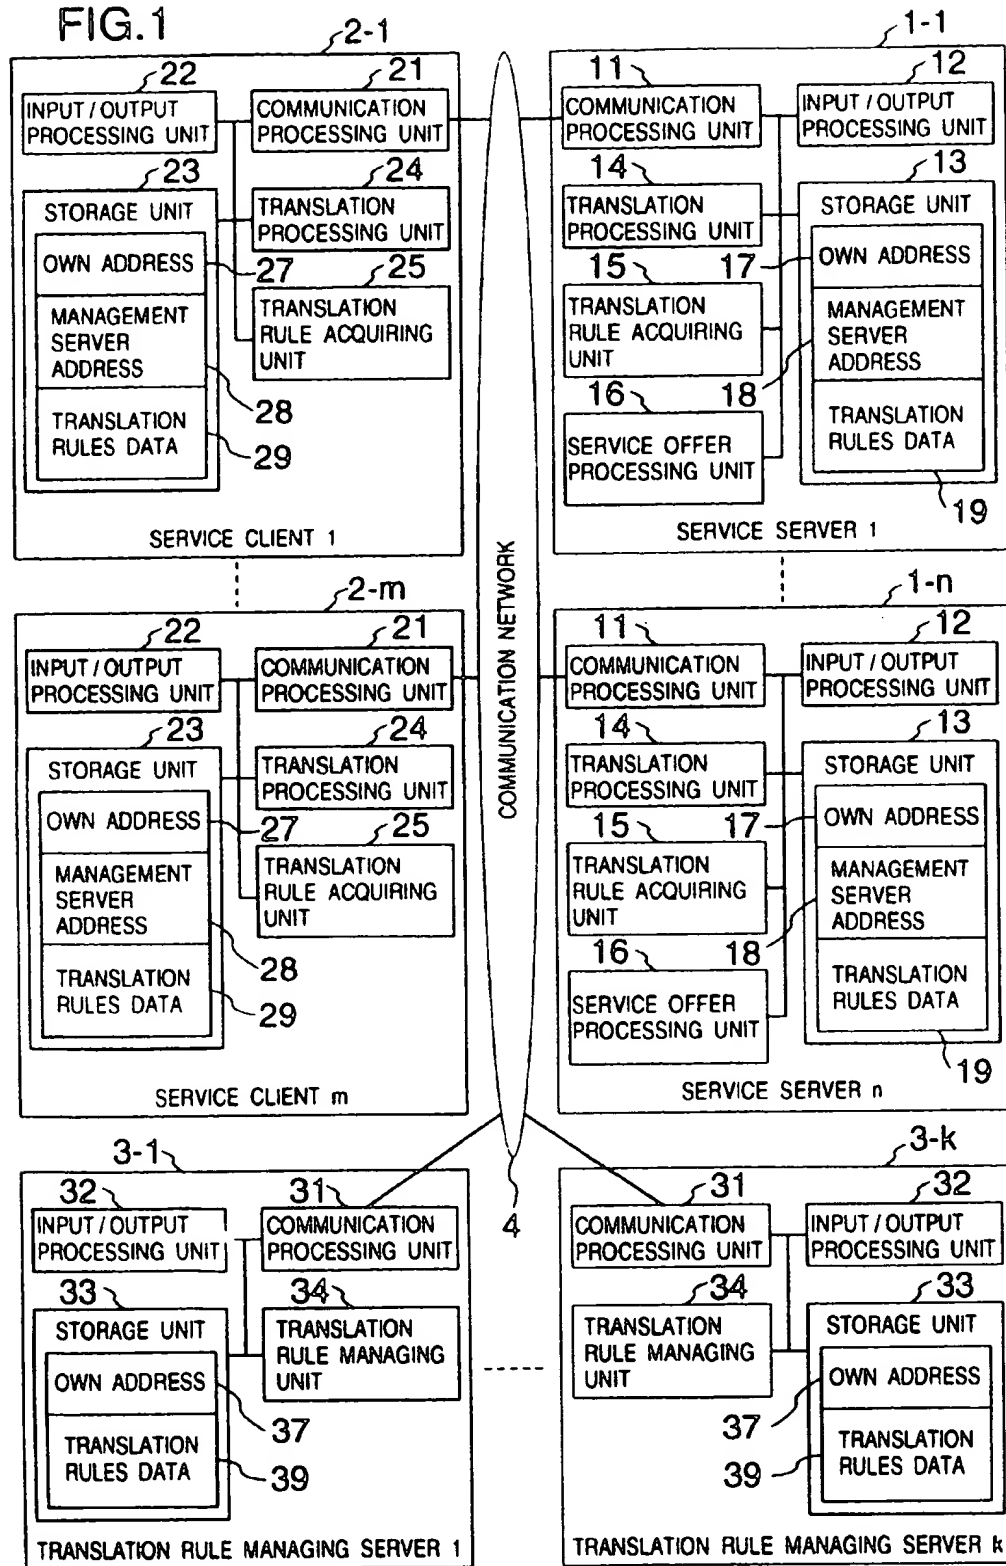 FIG.1
2-1
22
INPUT / OUTPUT
PROCESSING UNIT
21
COMMUNICATION
PROCESSING UNIT
23
STORAGE UNIT
OWN ADDRESS
27
MANAGEMENT
SERVER
ADDRESS
28
TRANSLATION
RULES DATA
29
24
TRANSLATION
PROCESSING UNIT
25
TRANSLATION
RULE ACQUIRING
UNIT
SERVICE CLIENT 1
1-1
11
COMMUNICATION
PROCESSING UNIT
12
INPUT / OUTPUT
PROCESSING UNIT
14
TRANSLATION
PROCESSING UNIT
15
TRANSLATION
RULE ACQUIRING
UNIT
16
SERVICE OFFER
PROCESSING UNIT
13
STORAGE UNIT
17
OWN ADDRESS
18
MANAGEMENT
SERVER
ADDRESS
TRANSLATION
RULES DATA
19
SERVICE SERVER 1
COMMUNICATION NETWORK
4
2-m
22
INPUT / OUTPUT
PROCESSING UNIT
21
COMMUNICATION
PROCESSING UNIT
23
STORAGE UNIT
OWN ADDRESS
27
MANAGEMENT
SERVER
ADDRESS
28
TRANSLATION
RULES DATA
29
24
TRANSLATION
PROCESSING UNIT
25
TRANSLATION
RULE ACQUIRING
UNIT
SERVICE CLIENT m
1-n
11
COMMUNICATION
PROCESSING UNIT
12
INPUT / OUTPUT
PROCESSING UNIT
14
TRANSLATION
PROCESSING UNIT
15
TRANSLATION
RULE ACQUIRING
UNIT
16
SERVICE OFFER
PROCESSING UNIT
13
STORAGE UNIT
17
OWN ADDRESS
18
MANAGEMENT
SERVER
ADDRESS
TRANSLATION
RULES DATA
19
SERVICE SERVER n
3-1
32
INPUT / OUTPUT
PROCESSING UNIT
31
COMMUNICATION
PROCESSING UNIT
33
STORAGE UNIT
OWN ADDRESS
37
TRANSLATION
RULES DATA
39
34
TRANSLATION
RULE MANAGING
UNIT
TRANSLATION RULE MANAGING SERVER 1
3-k
31
COMMUNICATION
PROCESSING UNIT
32
INPUT / OUTPUT
PROCESSING UNIT
34
TRANSLATION
RULE MANAGING
UNIT
33
STORAGE UNIT
OWN ADDRESS
37
TRANSLATION
RULES DATA
39
TRANSLATION RULE MANAGING SERVER k